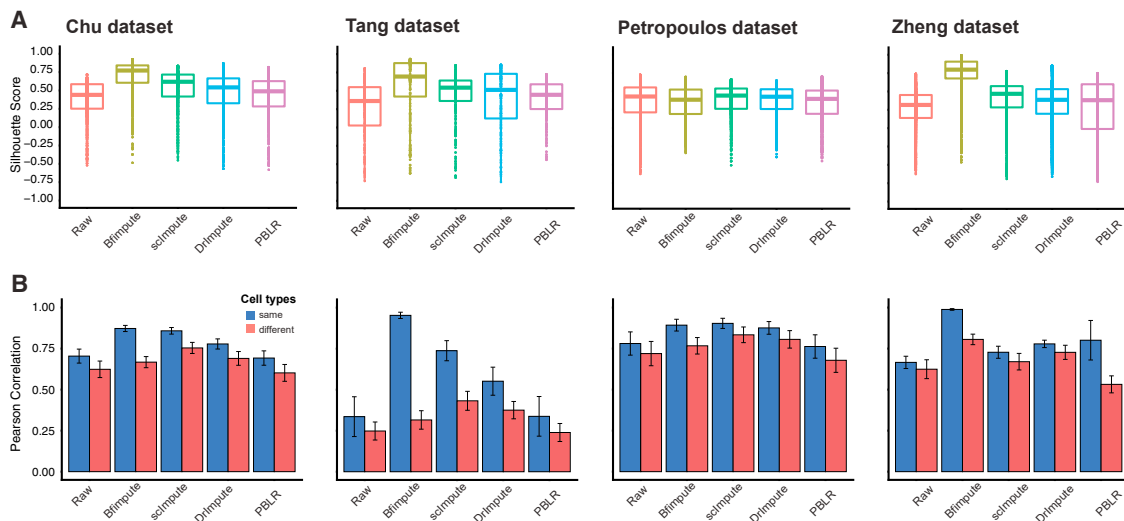 A
Chu dataset
Tang dataset
Petropoulos dataset
Zheng dataset
Silhouette Score
1.00
0.75
0.50
0.25
0.00
−0.25
−0.50
−0.75
−1.00
Raw
Bfimpute
scImpute
DrImpute
PBLR
Raw
Bfimpute
scImpute
DrImpute
PBLR
Raw
Bfimpute
scImpute
DrImpute
PBLR
Raw
Bfimpute
scImpute
DrImpute
PBLR
B
Pearson Correlation
1.00
0.75
0.50
0.25
0.00
Cell types
same
different
Raw
Bfimpute
scImpute
DrImpute
PBLR
Raw
Bfimpute
scImpute
DrImpute
PBLR
Raw
Bfimpute
scImpute
DrImpute
PBLR
Raw
Bfimpute
scImpute
DrImpute
PBLR